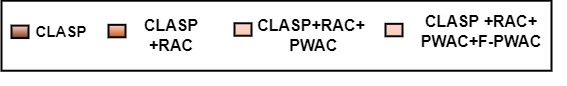 CLASP
CLASP
+RAC
CLASP+RAC+
PWAC
CLASP +RAC+
PWAC+F-PWAC